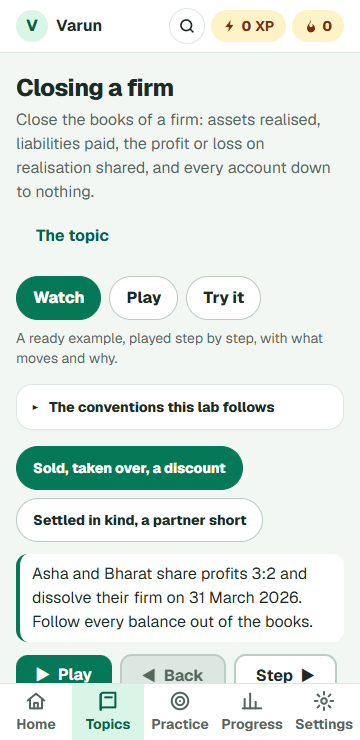 V Varun 0 XP 0
Closing a firm
Close the books of a firm: assets realised,
liabilities paid, the profit or loss on
realisation shared, and every account down
to nothing.
The topic
Watch Play Try it
A ready example, played step by step, with what
moves and why.
The conventions this lab follows
Sold, taken over, a discount
Settled in kind, a partner short
Asha and Bharat share profits 3:2 and
dissolve their firm on 31 March 2026.
Follow every balance out of the books.
Play Back Step
Home Topics Practice Progress Settings